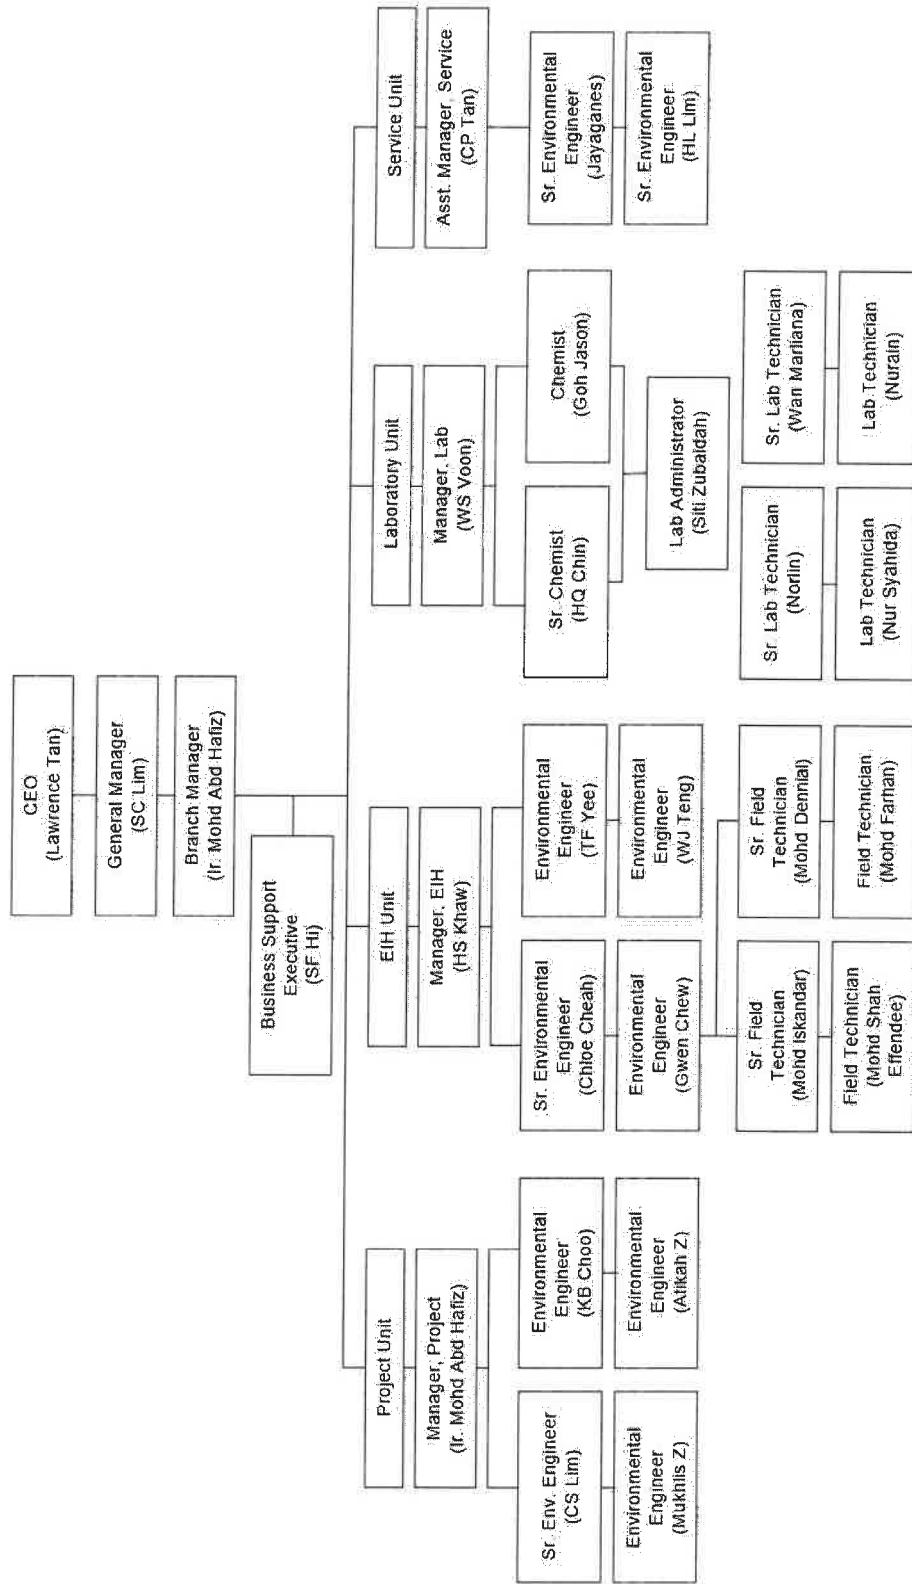 CEO
(Lawrence Tan)
General Manager
(SC Lim)
Branch Manager
(Ir. Mohd Abd Hafiz)
Business Support
Executive
(SF Hi)
Project Unit
Manager, Project
(Ir. Mohd Abd Hafiz)
Sr. Env. Engineer
(CS Lim)
Environmental
Engineer
(Mukhlis Z)
Environmental
Engineer
(KB Choo)
Environmental
Engineer
(Atikah Z)
EIH Unit
Manager, EIH
(HS Khaw)
Sr. Environmental
Engineer
(Chloe Cheah)
Environmental
Engineer
(Gwen Chew)
Environmental
Engineer
(TF Yee)
Environmental
Engineer
(WJ Teng)
Sr. Field
Technician
(Mohd Iskandar)
Field Technician
(Mohd Shah
Effendee)
Sr. Field
Technician
(Mohd Dennial)
Field Technician
(Mohd Farhan)
Laboratory Unit
Manager, Lab
(WS Voon)
Sr. Chemist
(HQ Chin)
Chemist
(Goh Jason)
Lab Administrator
(Siti Zubaidah)
Sr. Lab Technician
(Norlin)
Lab Technician
(Nur Syahida)
Sr. Lab Technician
(Wan Marliana)
Lab Technician
(Nurain)
Service Unit
Asst. Manager, Service
(CP Tan)
Sr. Environmental
Engineer
(Jayaganes)
Sr. Environmental
Engineer
(HL Lim)